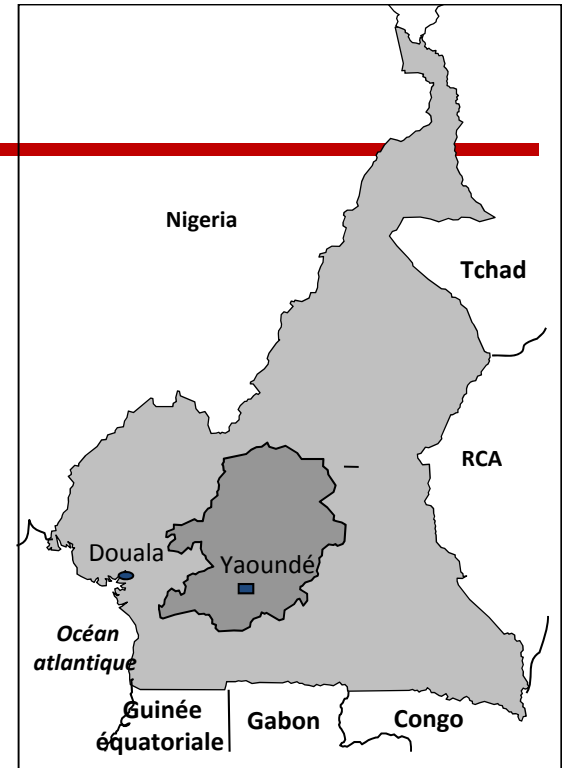 Nigeria
Tchad
RCA
Douala
Yaoundé
Océan
atlantique
Guinée
équatoriale
Gabon
Congo